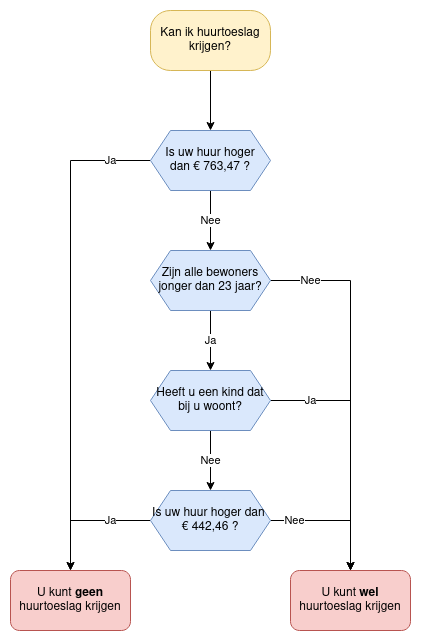 Kan ik huurtoeslag
krijgen?
Is uw huur hoger
dan € 763,47 ?
Ja
Nee
Zijn alle bewoners
jonger dan 23 jaar?
Nee
Ja
Heeft u een kind dat
bij u woont?
Ja
Nee
Is uw huur hoger dan
€ 442,46 ?
Ja
Nee
U kunt geen
huurtoeslag krijgen
U kunt wel
huurtoeslag krijgen